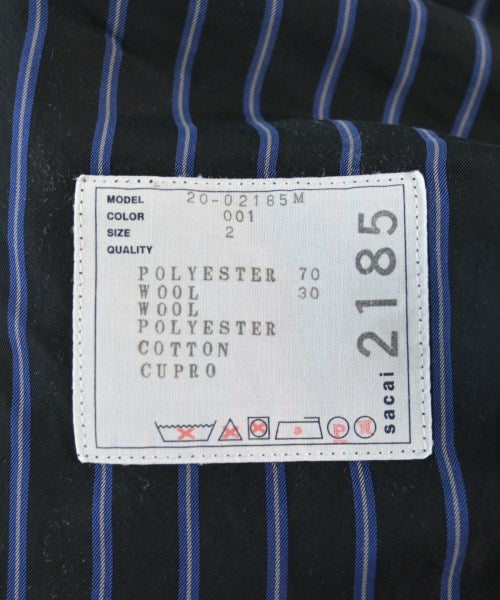 MODEL 20-02185M
COLOR 001
SIZE 2
QUALITY
POLYESTER 70
WOOL 30
WOOL
POLYESTER
COTTON
CUPRO
sacai 2185